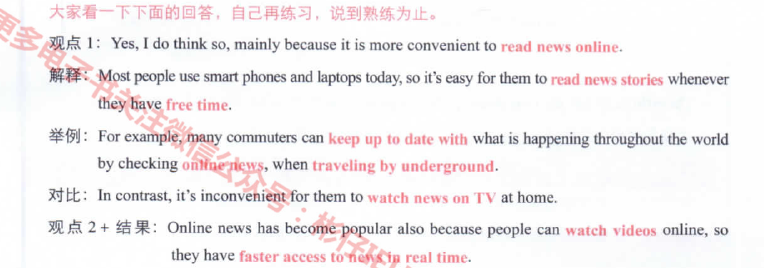 大家看一下下面的回答，自己再练习，说到熟练为止。
观点 1：Yes, I do think so, mainly because it is more convenient to read news online.
解释：Most people use smart phones and laptops today, so it's easy for them to read news stories whenever
they have free time.
举例：For example, many commuters can keep up to date with what is happening throughout the world
by checking online news, when traveling by underground.
对比：In contrast, it's inconvenient for them to watch news on TV at home.
观点 2 + 结果：Online news has become popular also because people can watch videos online, so
they have faster access to news in real time.
更多电子书关注微信公众号：彬仔